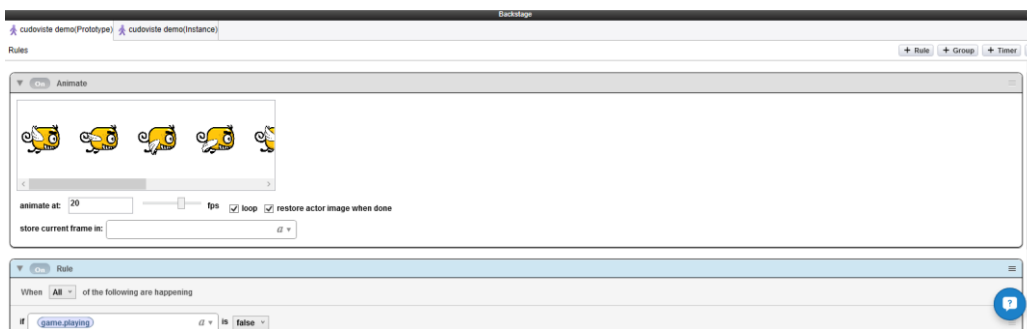 Backstage
cudoviste demo(Prototype) cudoviste demo(Instance)
Rules + Rule + Group + Timer
On Animate
animate at: 20 fps loop restore actor image when done
store current frame in: a
On Rule
When All of the following are happening
if game.playing a is false
?